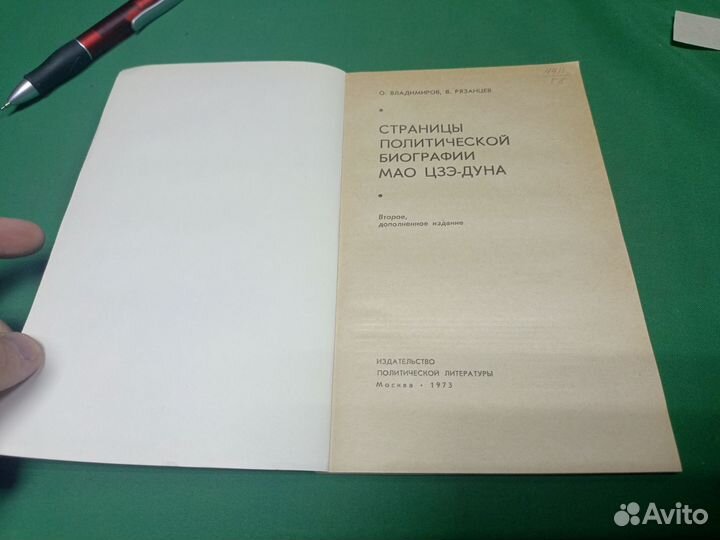 О. ВЛАДИМИРОВ, В. РЯЗАНЦЕВ
СТРАНИЦЫ
ПОЛИТИЧЕСКОЙ
БИОГРАФИИ
МАО ЦЗЭ-ДУНА
Второе,
дополненное издание
ИЗДАТЕЛЬСТВО
ПОЛИТИЧЕСКОЙ ЛИТЕРАТУРЫ
Москва • 1973
Avito